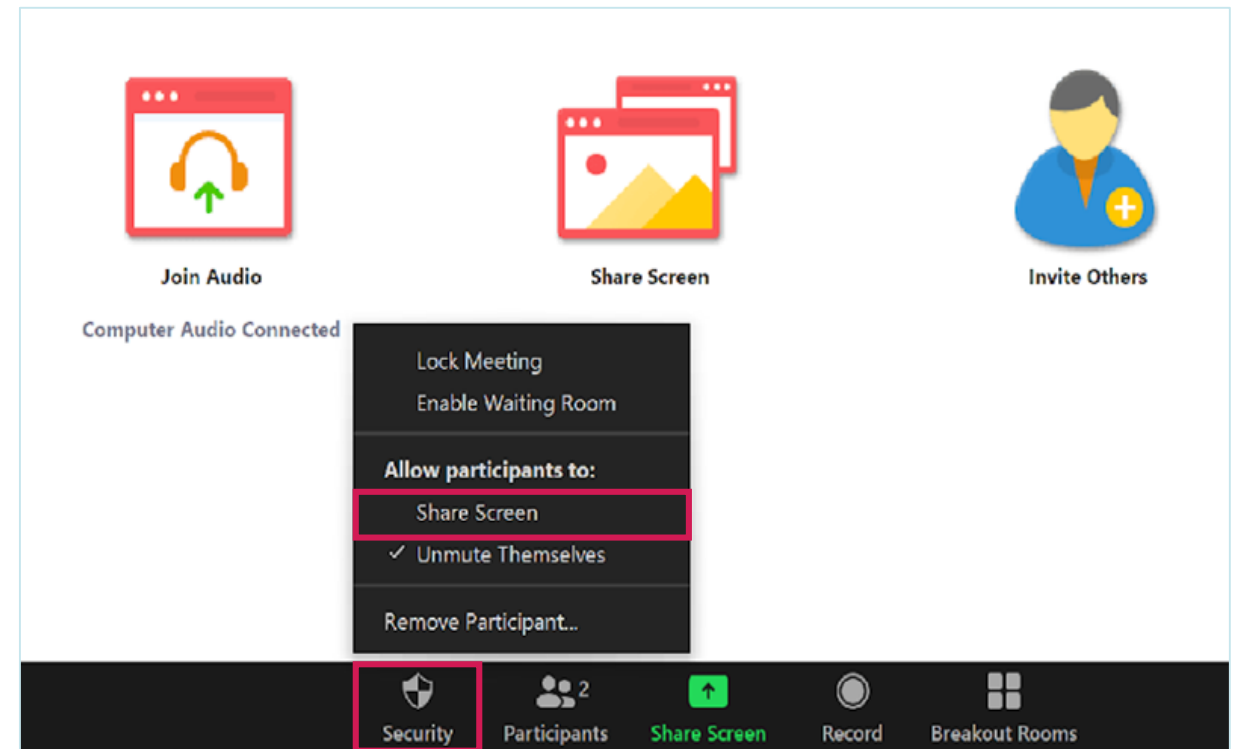 Join Audio
Share Screen
Invite Others
Computer Audio Connected
Lock Meeting
Enable Waiting Room
Allow participants to:
Share Screen
✓ Unmute Themselves
Remove Participant...
2
Security
Participants
Share Screen
Record
Breakout Rooms